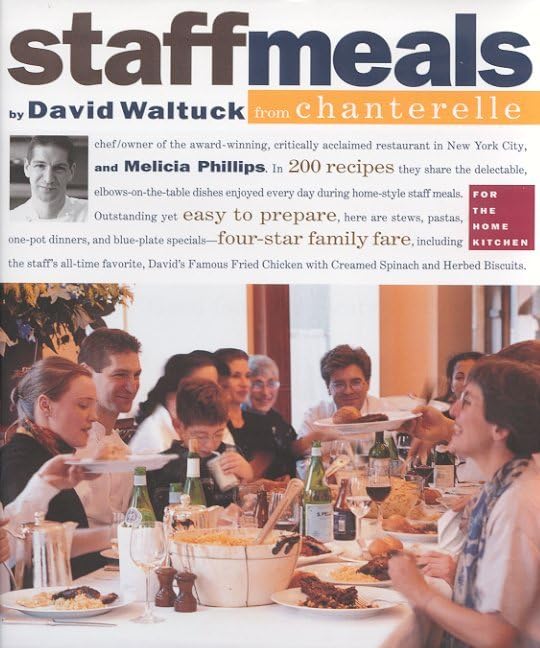 staffmeals
by David Waltuck from chanterelle
chef/owner of the award-winning, critically acclaimed restaurant in New York City,
and Melicia Phillips. In 200 recipes they share the delectable,
elbows-on-the-table dishes enjoyed every day during home-style staff meals.
Outstanding yet easy to prepare, here are stews, pastas,
one-pot dinners, and blue-plate specials—four-star family fare, including
the staff's all-time favorite, David's Famous Fried Chicken with Creamed Spinach and Herbed Biscuits.
FOR
THE
HOME
KITCHEN